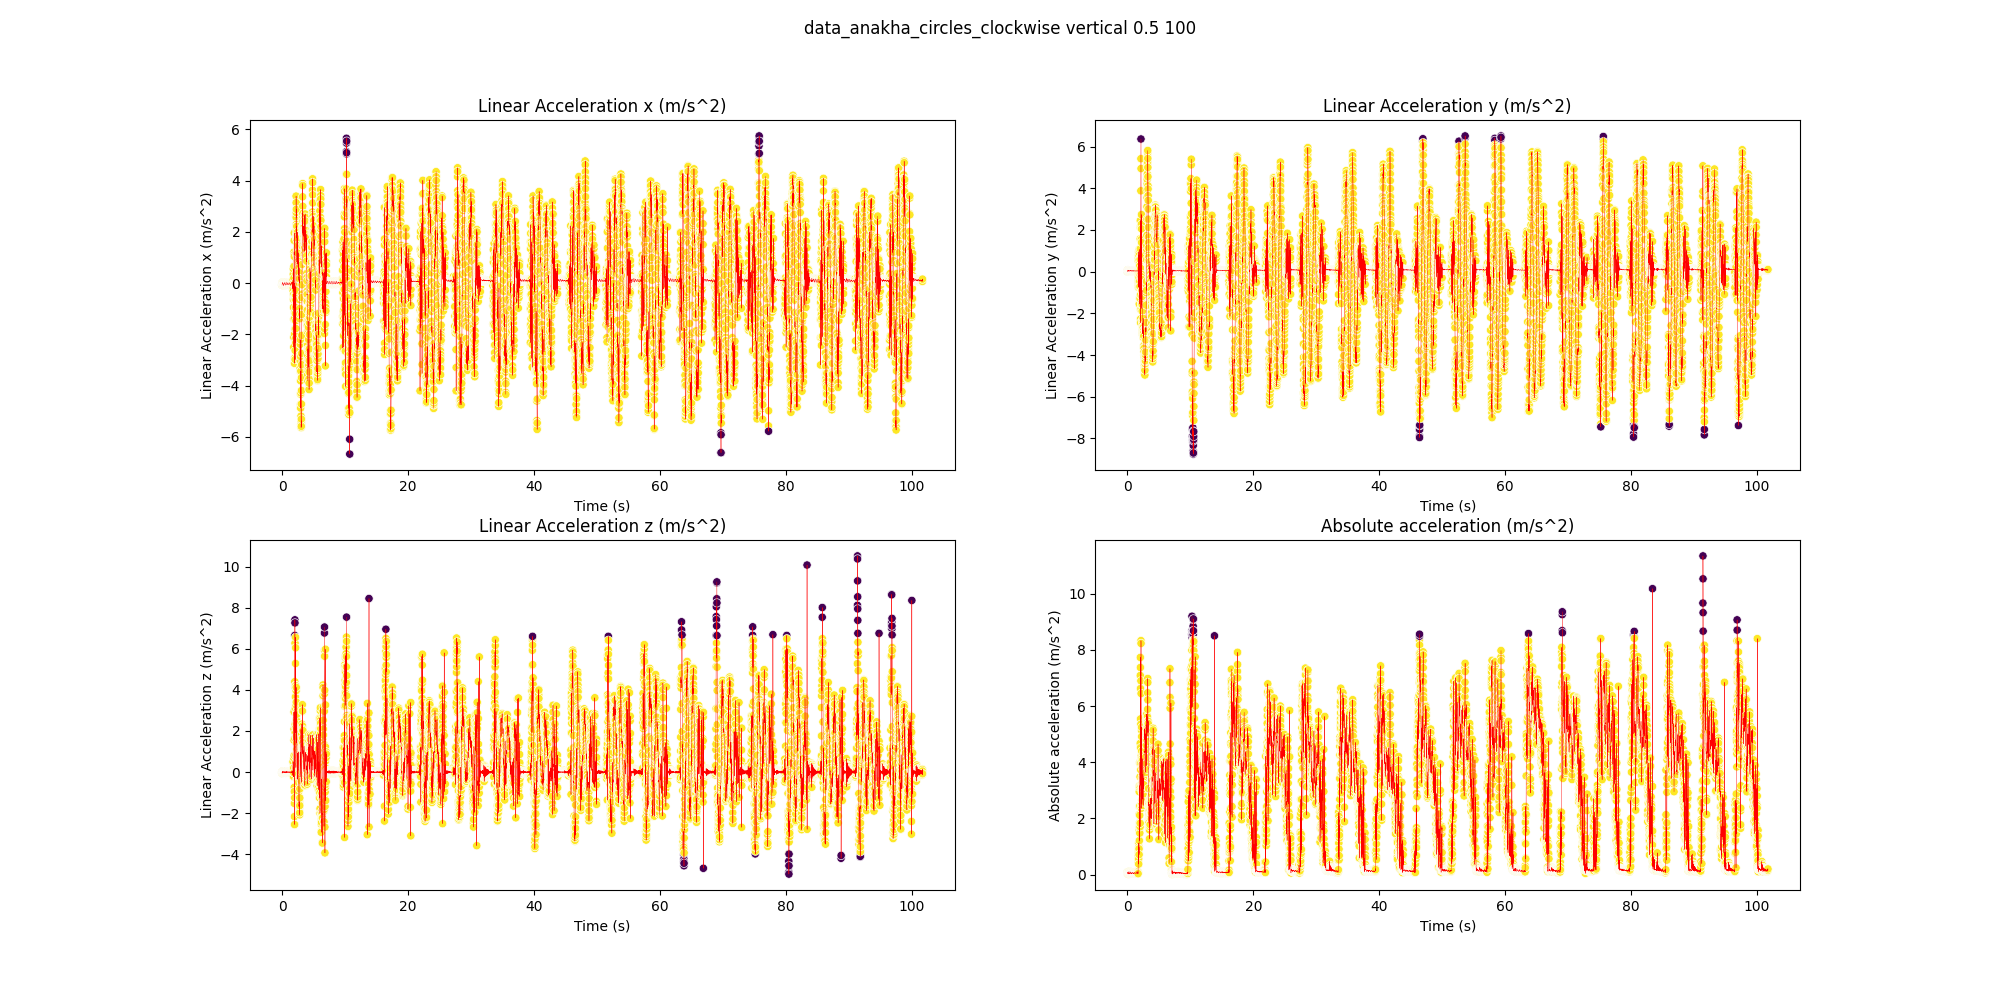 data_anakha_circles_clockwise vertical 0.5 100
Linear Acceleration x (m/s^2)
Linear Acceleration x (m/s^2)
6
4
2
0
−2
−4
−6
0 20 40 60 80 100
Time (s)
Linear Acceleration y (m/s^2)
Linear Acceleration y (m/s^2)
6
4
2
0
−2
−4
−6
−8
0 20 40 60 80 100
Time (s)
Linear Acceleration z (m/s^2)
Linear Acceleration z (m/s^2)
10
8
6
4
2
0
−2
−4
0 20 40 60 80 100
Time (s)
Absolute acceleration (m/s^2)
Absolute acceleration (m/s^2)
10
8
6
4
2
0
0 20 40 60 80 100
Time (s)